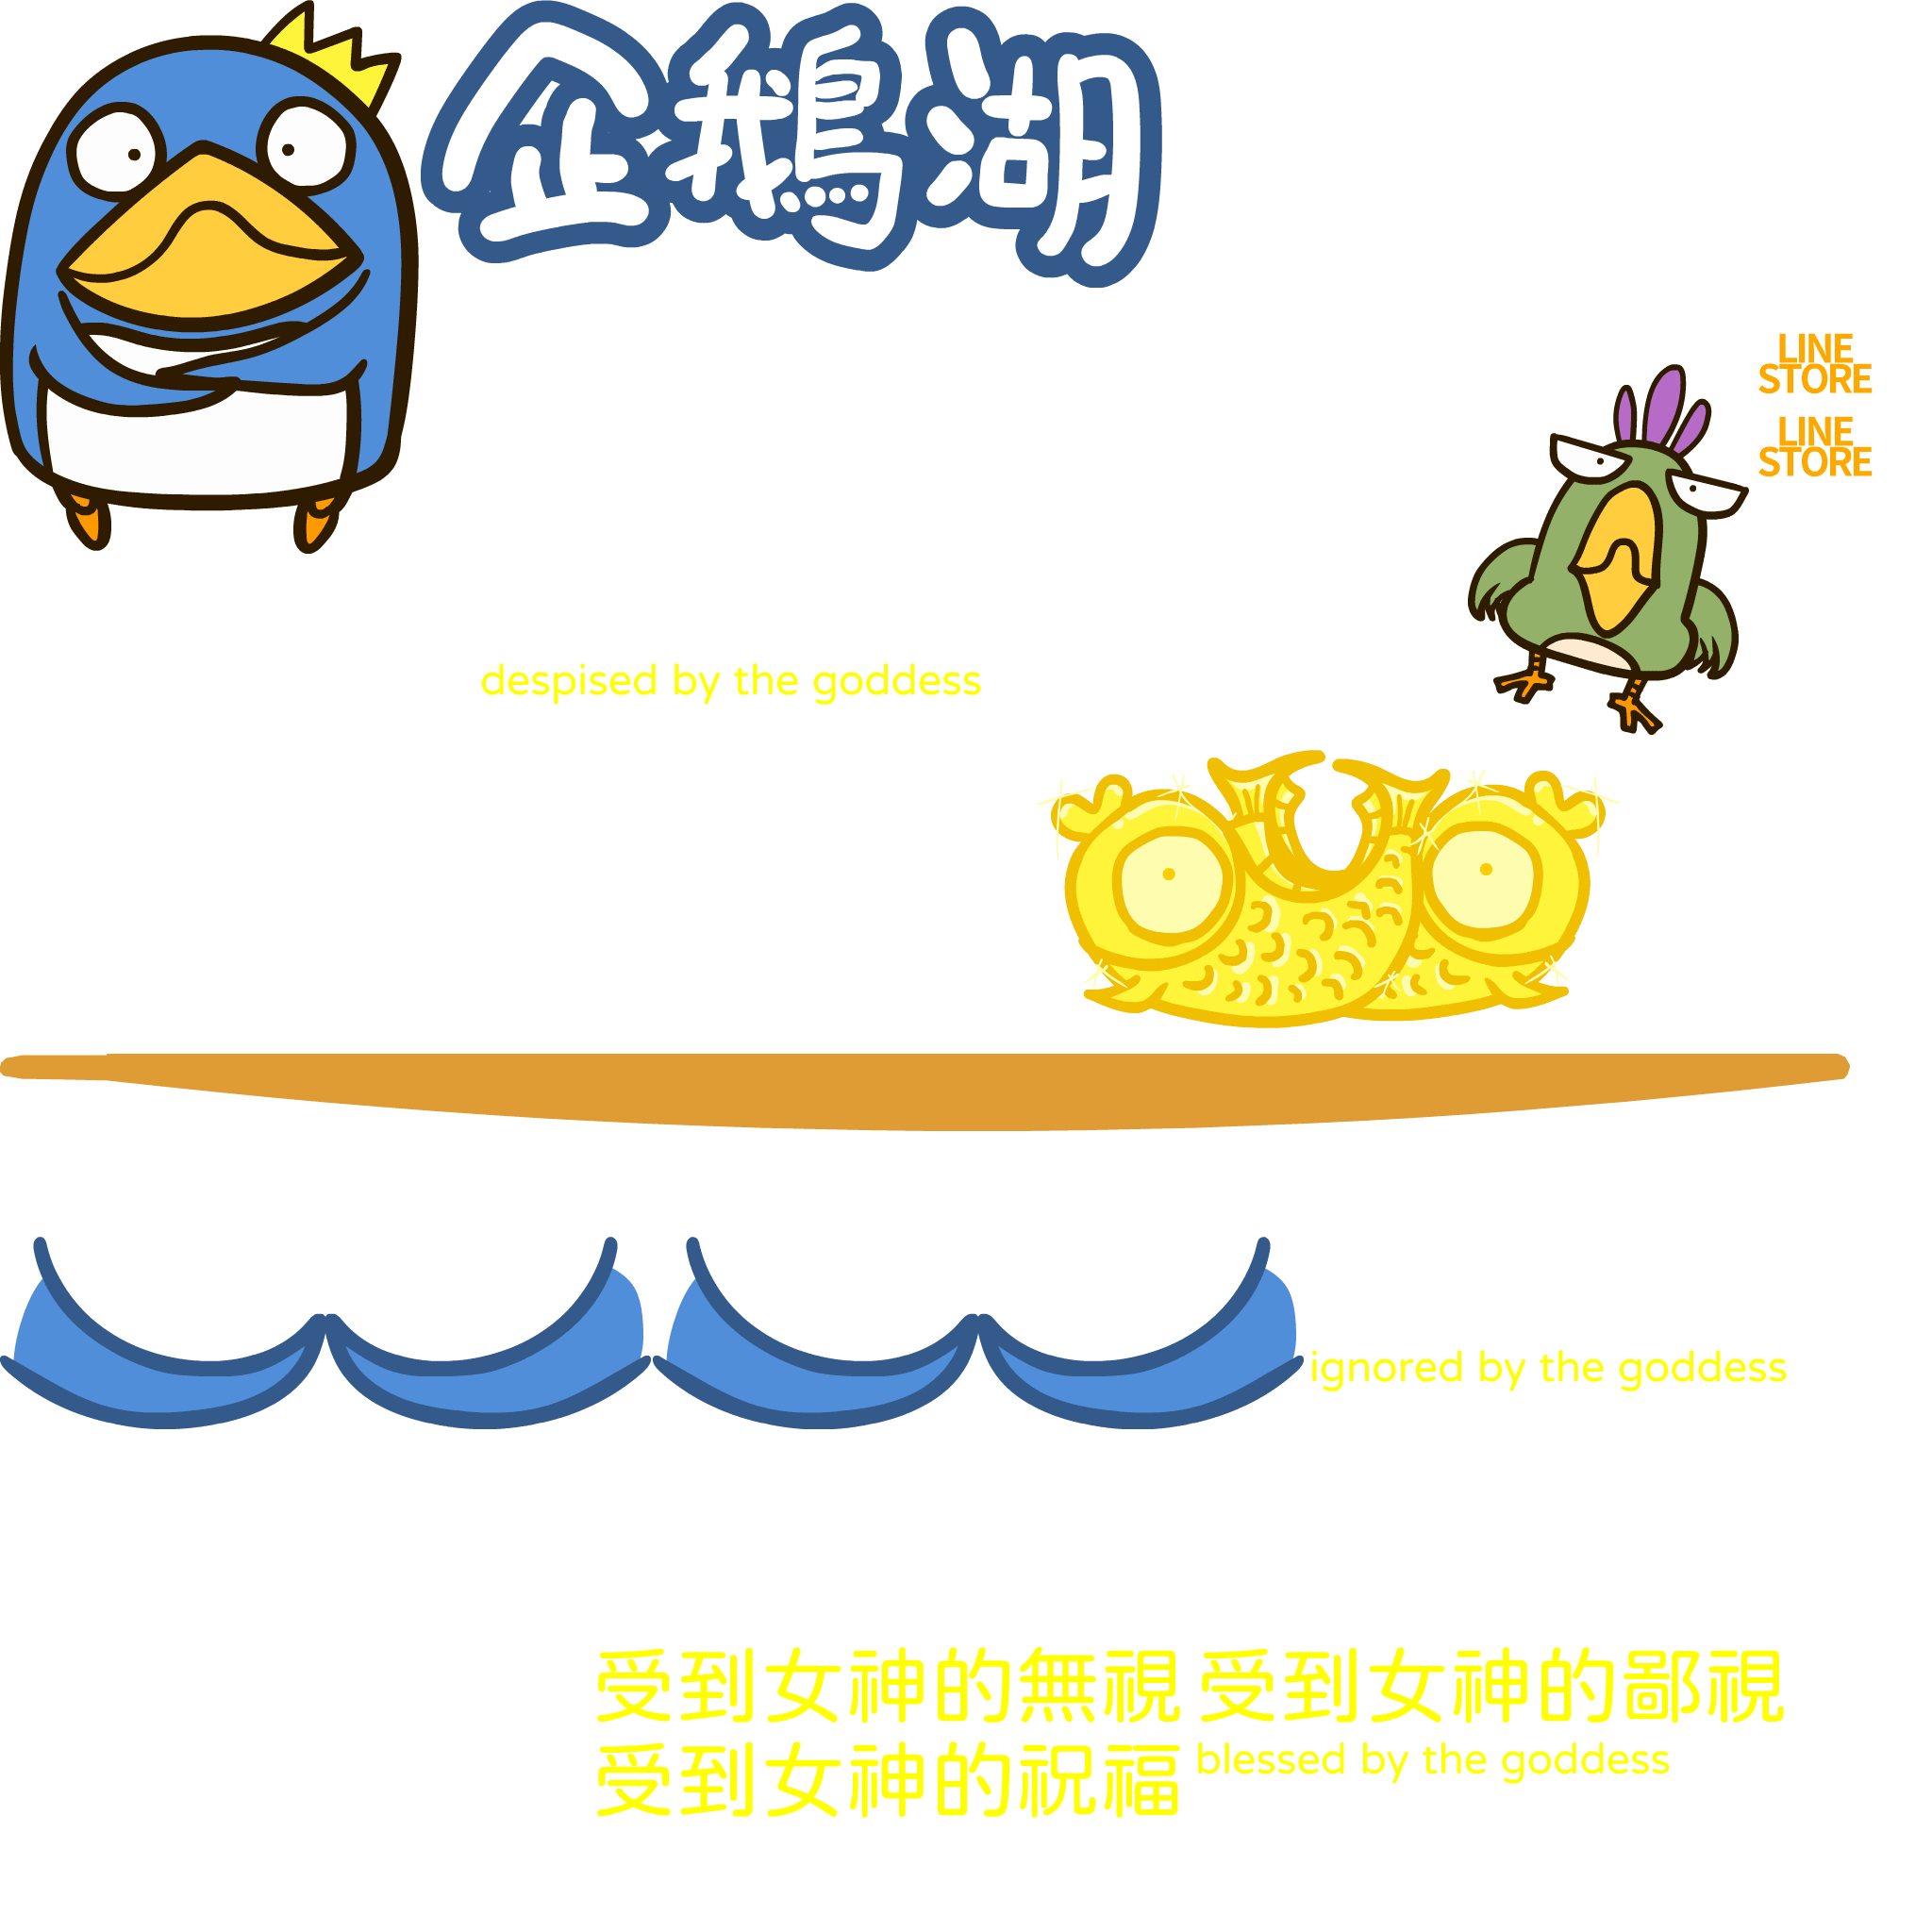 企鵝湖
LINE
STORE
LINE
STORE
despised by the goddess
ignored by the goddess
受到女神的無視 受到女神的鄙視
受到女神的祝福 blessed by the goddess